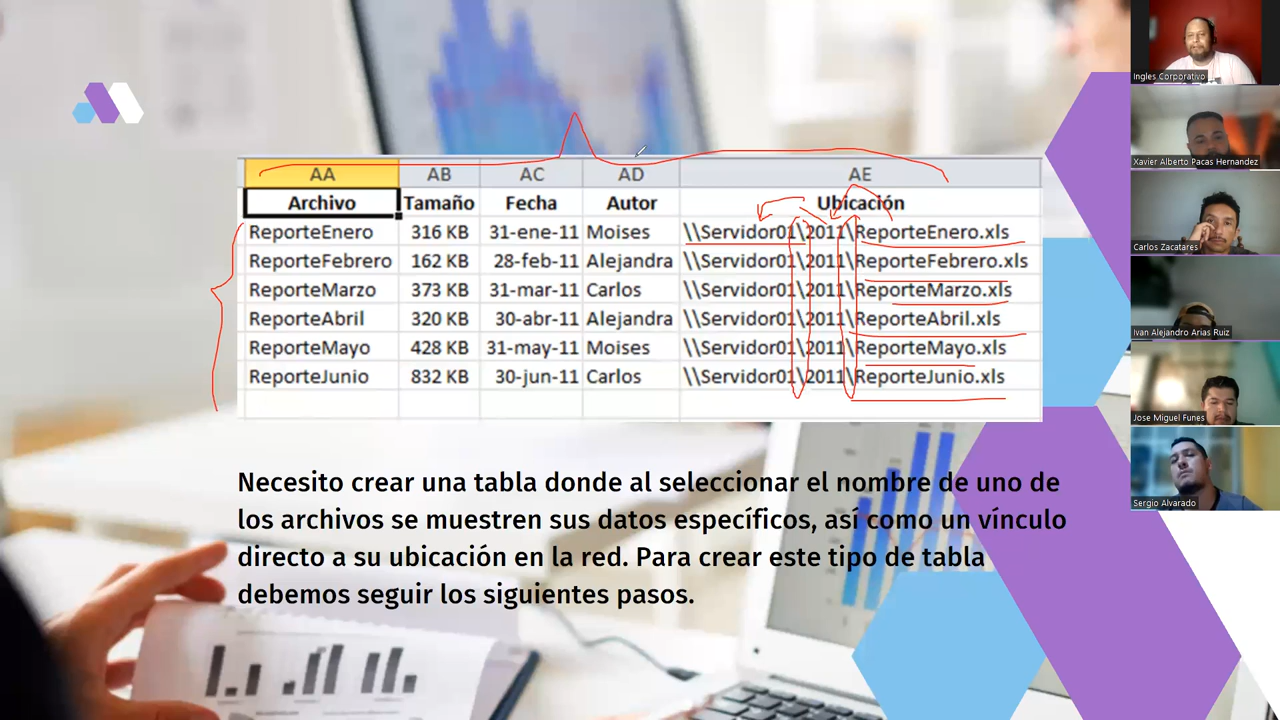 AA AB AC AD AE
Archivo Tamaño Fecha Autor Ubicación
ReporteEnero 316 KB 31-ene-11 Moises \\Servidor01\2011\ReporteEnero.xls
ReporteFebrero 162 KB 28-feb-11 Alejandra \\Servidor01\2011\ReporteFebrero.xls
ReporteMarzo 373 KB 31-mar-11 Carlos \\Servidor01\2011\ReporteMarzo.xls
ReporteAbril 320 KB 30-abr-11 Alejandra \\Servidor01\2011\ReporteAbril.xls
ReporteMayo 428 KB 31-may-11 Moises \\Servidor01\2011\ReporteMayo.xls
ReporteJunio 832 KB 30-jun-11 Carlos \\Servidor01\2011\ReporteJunio.xls
Necesito crear una tabla donde al seleccionar el nombre de uno de
los archivos se muestren sus datos específicos, así como un vínculo
directo a su ubicación en la red. Para crear este tipo de tabla
debemos seguir los siguientes pasos.
Ingles Corporativo
Xavier Alberto Pacas Hernandez
Carlos Zacatares
Ivan Alejandro Arias Ruiz
Jose Miguel Funes
Sergio Alvarado